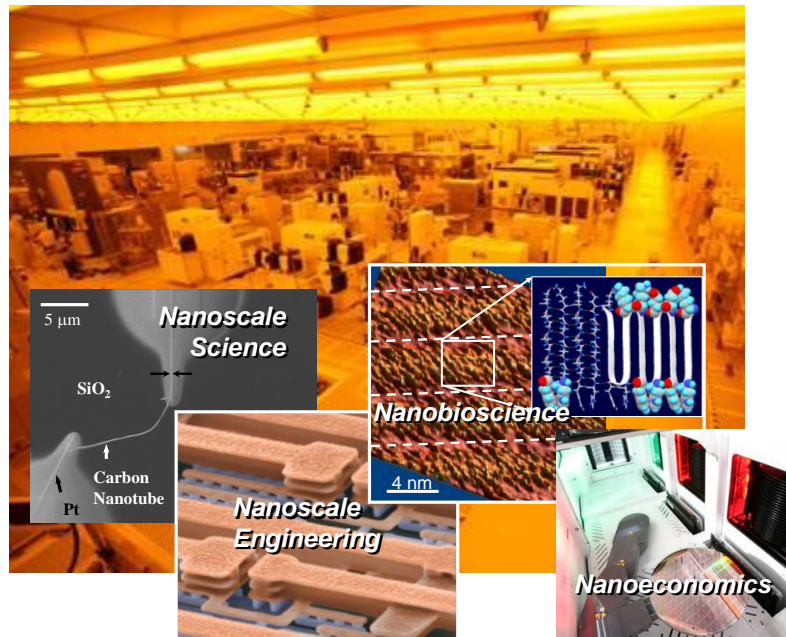 5 μm
Nanoscale
Science
SiO₂
Carbon
Nanotube
Pt
Nanobioscience
4 nm
Nanoscale
Engineering
Nanoeconomics